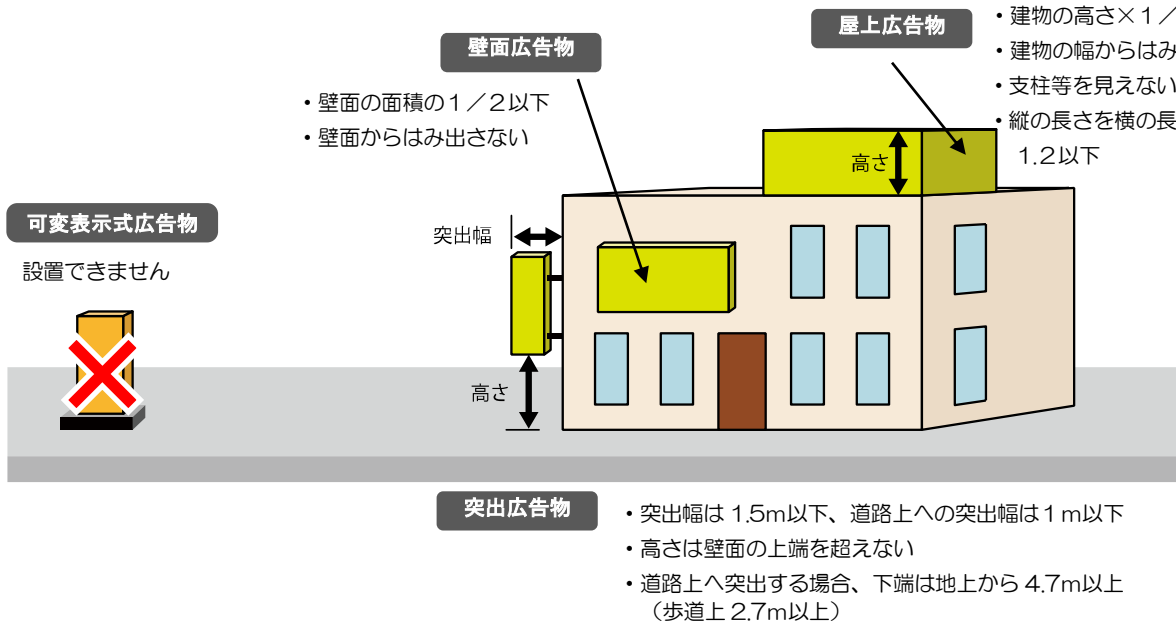 屋上広告物
・建物の高さ×１／
・建物の幅からはみ
・支柱等を見えない
・縦の長さを横の長
1.2以下
壁面広告物
・壁面の面積の１／２以下
・壁面からはみ出さない
高さ
可変表示式広告物
設置できません
突出幅
高さ
突出広告物
・突出幅は 1.5ｍ以下、道路上への突出幅は１ｍ以下
・高さは壁面の上端を超えない
・道路上へ突出する場合、下端は地上から 4.7ｍ以上
（歩道上 2.7ｍ以上）